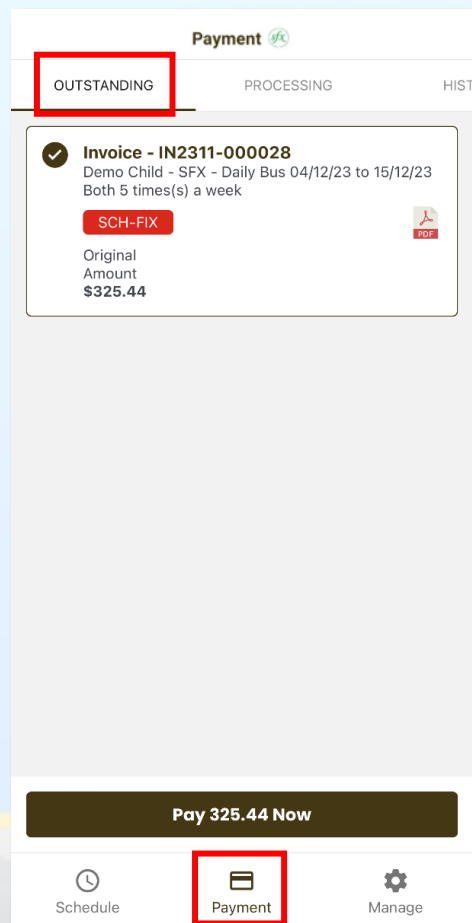 Payment sfx
OUTSTANDING
PROCESSING
HIST
Invoice - IN2311-000028
Demo Child - SFX - Daily Bus 04/12/23 to 15/12/23
Both 5 times(s) a week
SCH-FIX
PDF
Original
Amount
$325.44
Pay 325.44 Now
Schedule
Payment
Manage